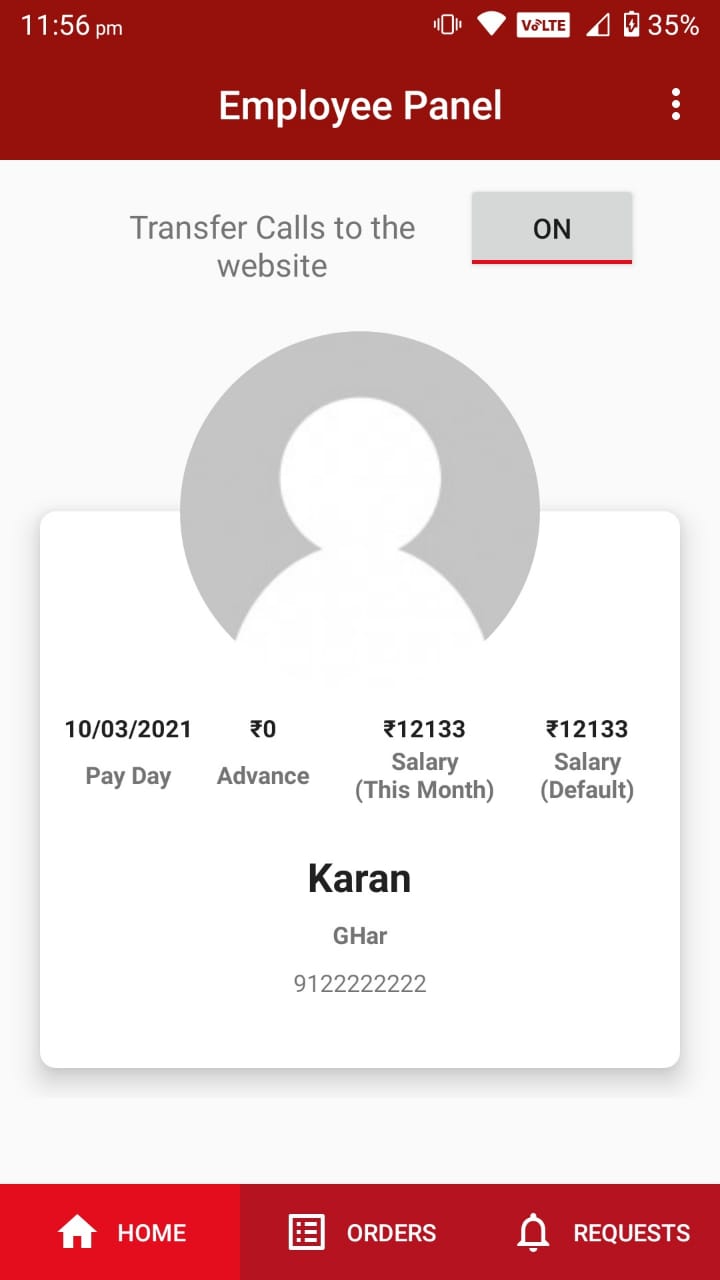 11:56 pm
VoLTE 35%
Employee Panel
Transfer Calls to the
website
ON
10/03/2021 ₹0 ₹12133 ₹12133
Pay Day Advance Salary Salary
(This Month) (Default)
Karan
GHar
9122222222
HOME ORDERS REQUESTS